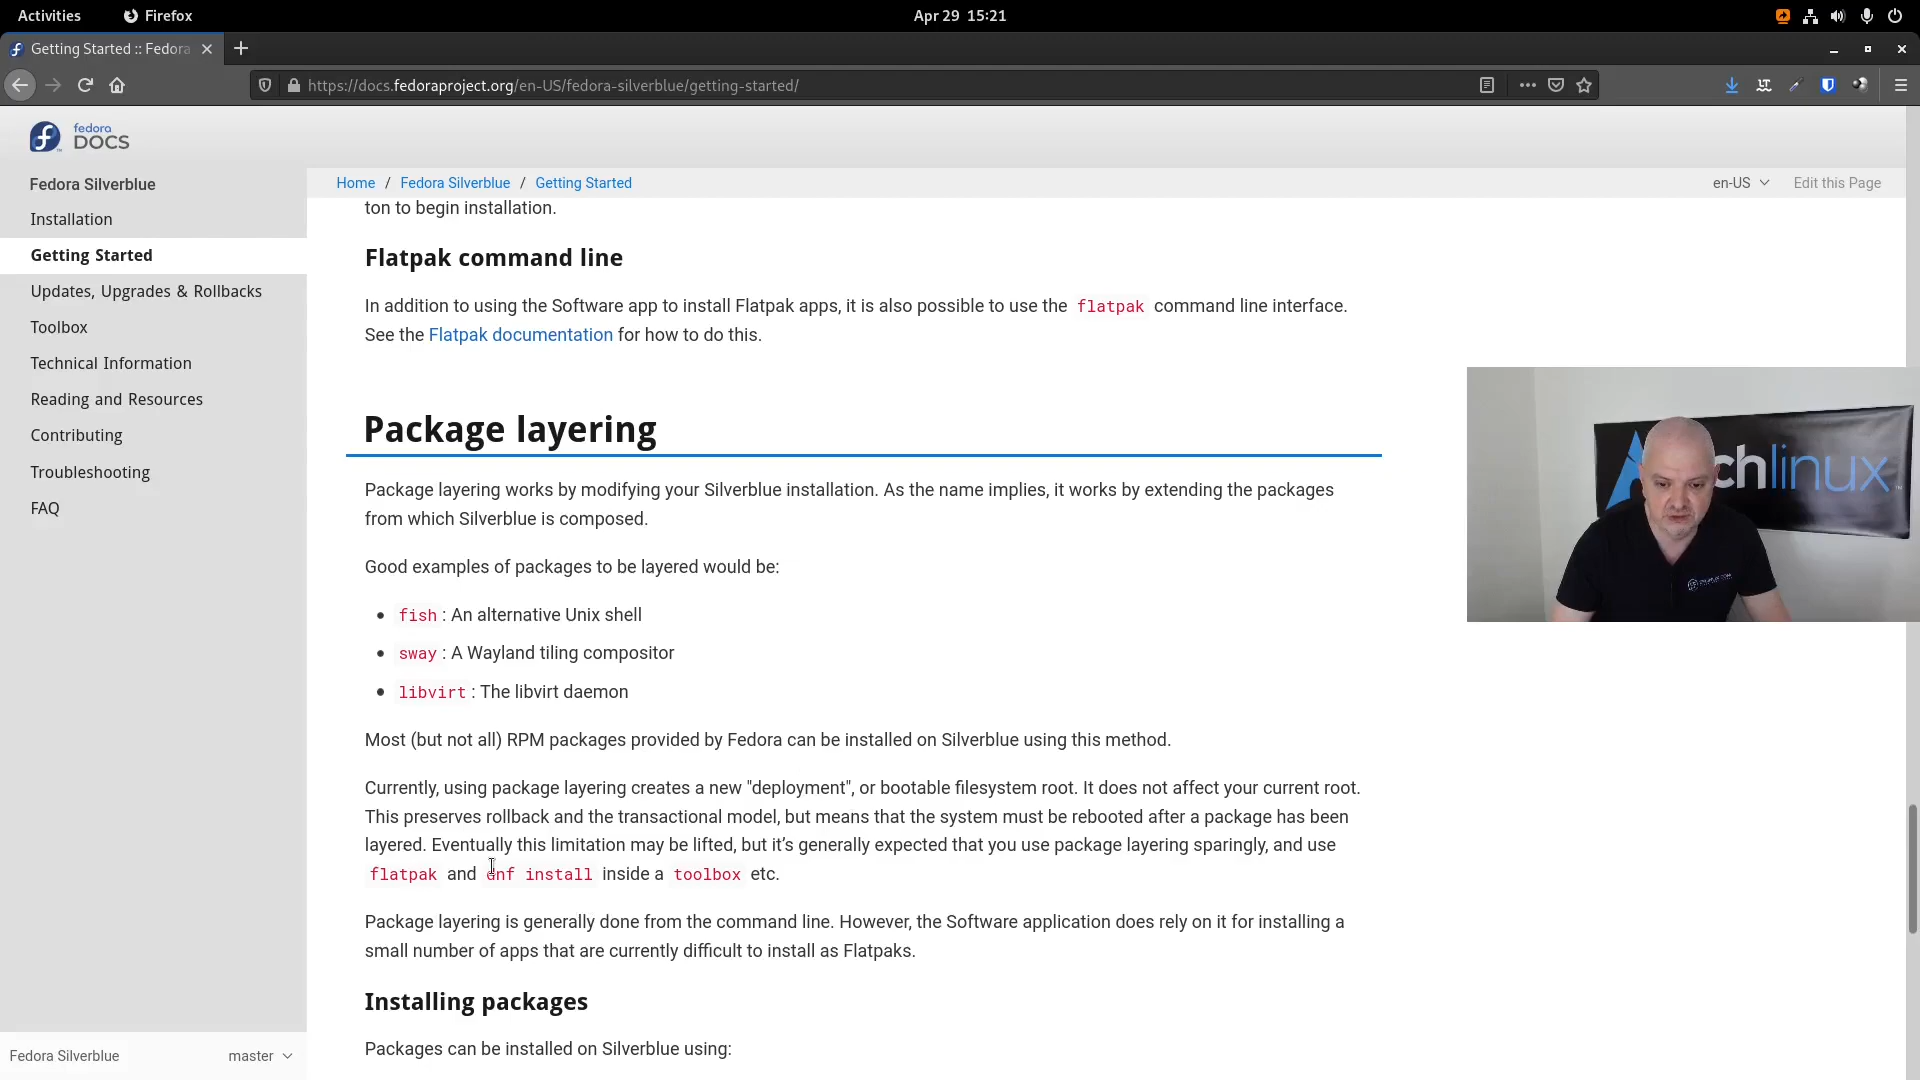 Activities
Firefox
Apr 29 15:21
Getting Started :: Fedora
https://docs.fedoraproject.org/en-US/fedora-silverblue/getting-started/
fedora
DOCS
Fedora Silverblue
Installation
Getting Started
Updates, Upgrades & Rollbacks
Toolbox
Technical Information
Reading and Resources
Contributing
Troubleshooting
FAQ
Fedora Silverblue master
Home / Fedora Silverblue / Getting Started
en-US
Edit this Page
ton to begin installation.
Flatpak command line
In addition to using the Software app to install Flatpak apps, it is also possible to use the flatpak command line interface.
See the Flatpak documentation for how to do this.
Package layering
Package layering works by modifying your Silverblue installation. As the name implies, it works by extending the packages
from which Silverblue is composed.
Good examples of packages to be layered would be:
• fish : An alternative Unix shell
• sway : A Wayland tiling compositor
• libvirt : The libvirt daemon
Most (but not all) RPM packages provided by Fedora can be installed on Silverblue using this method.
Currently, using package layering creates a new "deployment", or bootable filesystem root. It does not affect your current root.
This preserves rollback and the transactional model, but means that the system must be rebooted after a package has been
layered. Eventually this limitation may be lifted, but it’s generally expected that you use package layering sparingly, and use
flatpak and dnf install inside a toolbox etc.
Package layering is generally done from the command line. However, the Software application does rely on it for installing a
small number of apps that are currently difficult to install as Flatpaks.
Installing packages
Packages can be installed on Silverblue using:
chlinux